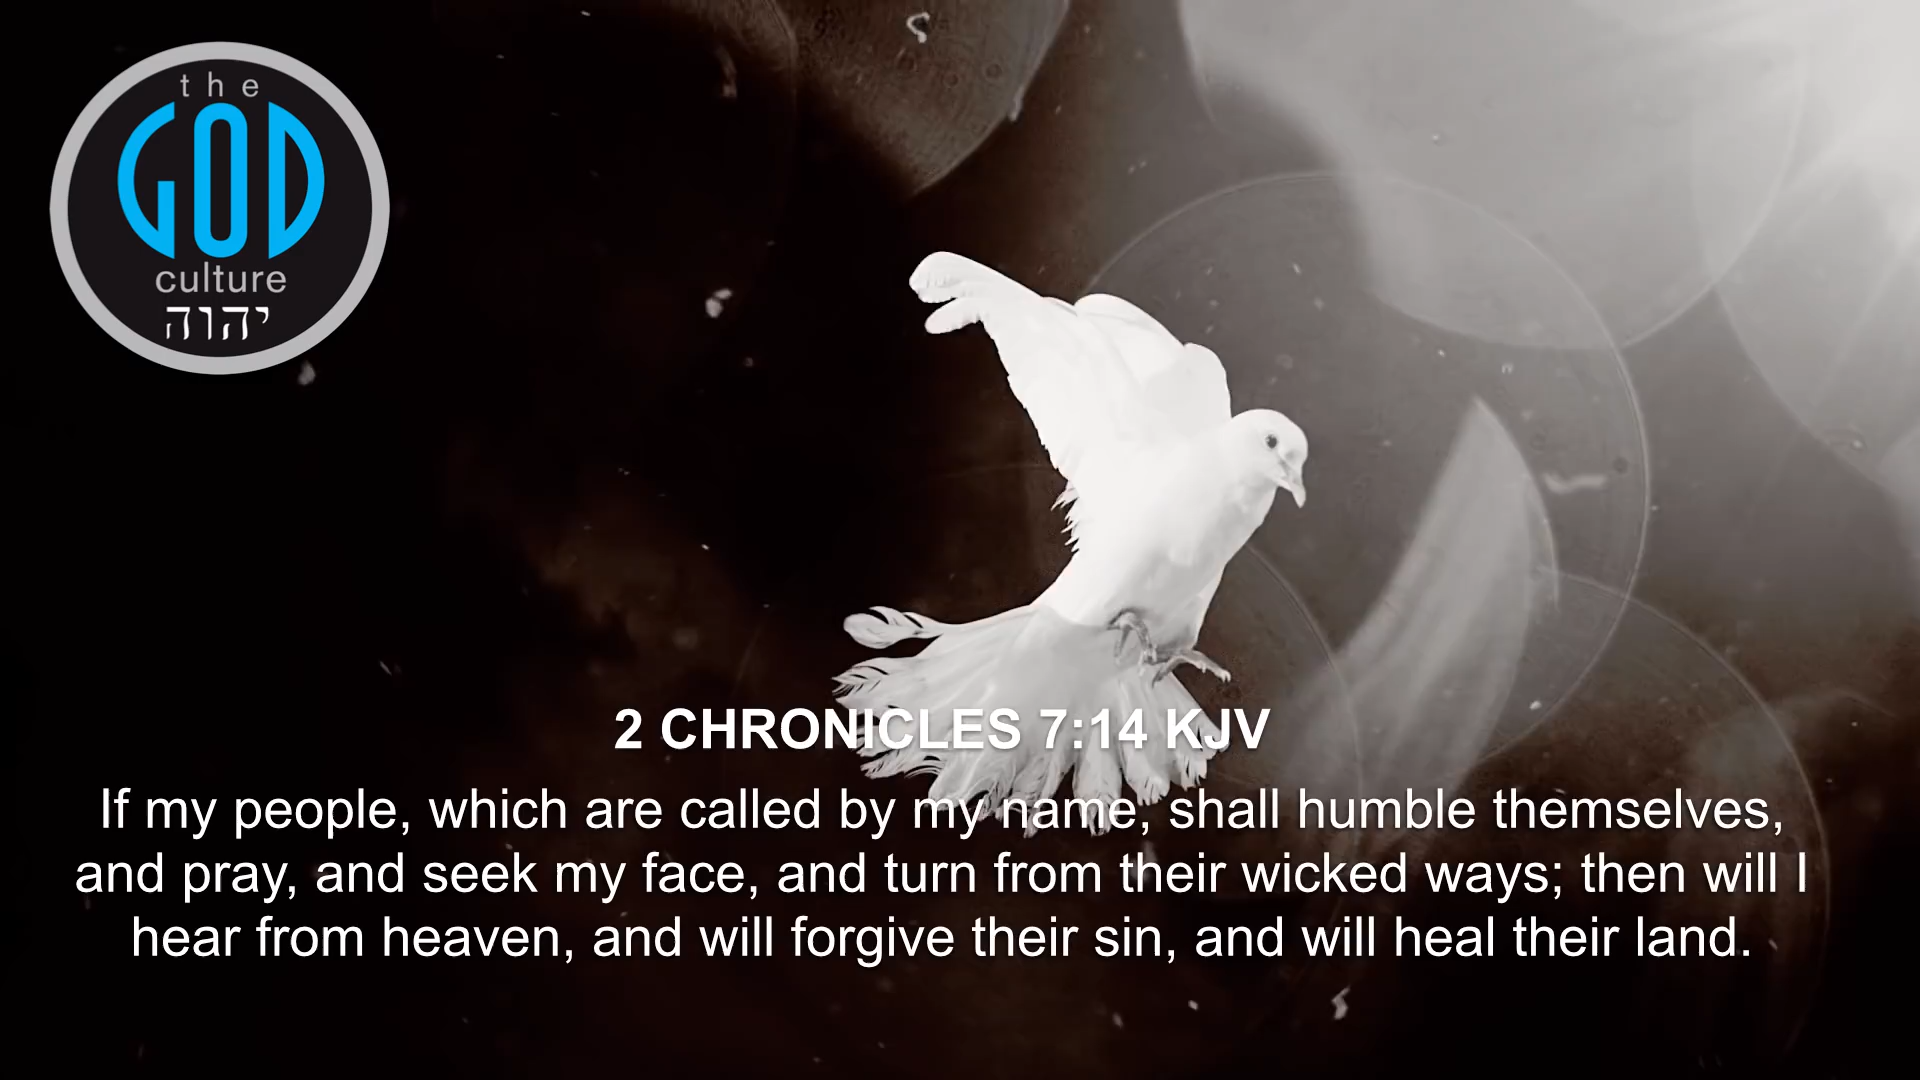 the
GOD
culture
יהוה
2 CHRONICLES 7:14 KJV
If my people, which are called by my name, shall humble themselves,
and pray, and seek my face, and turn from their wicked ways; then will I
hear from heaven, and will forgive their sin, and will heal their land.